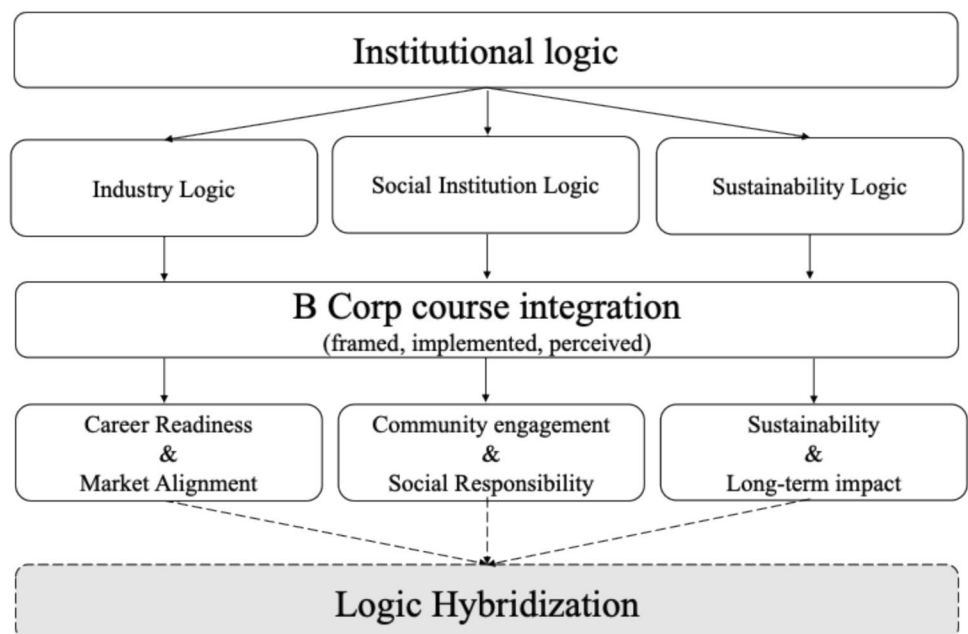 Institutional logic
Industry Logic
Social Institution Logic
Sustainability Logic
B Corp course integration
(framed, implemented, perceived)
Career Readiness
&
Market Alignment
Community engagement
&
Social Responsibility
Sustainability
&
Long-term impact
Logic Hybridization